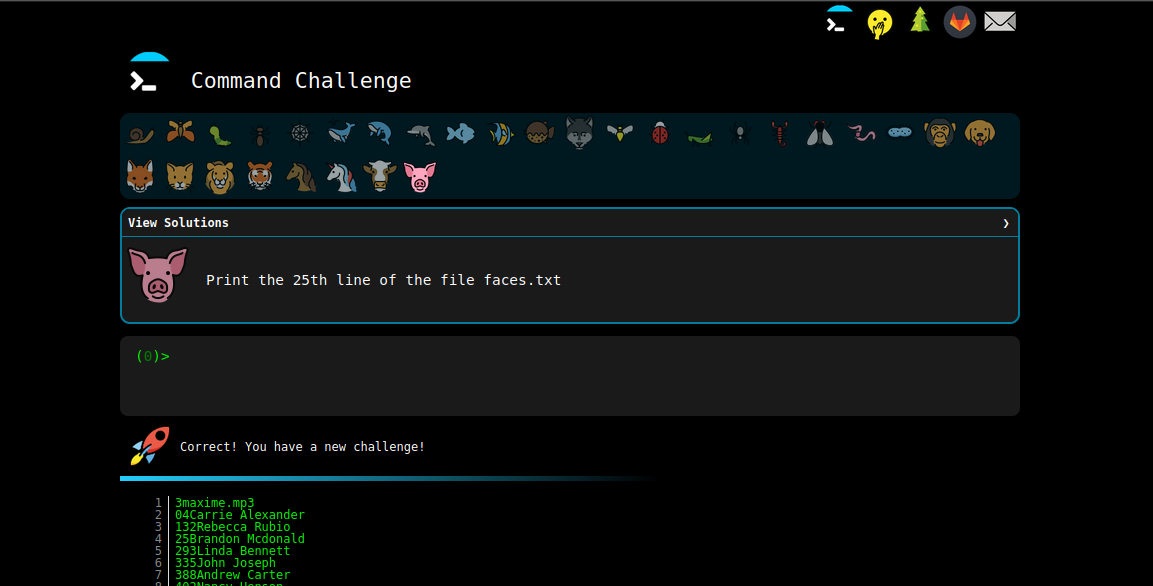 Command Challenge
View Solutions ❯
Print the 25th line of the file faces.txt
(0)>
Correct! You have a new challenge!
1 3maxime.mp3
2 04Carrie Alexander
3 132Rebecca Rubio
4 25Brandon Mcdonald
5 293Linda Bennett
6 335John Joseph
7 388Andrew Carter